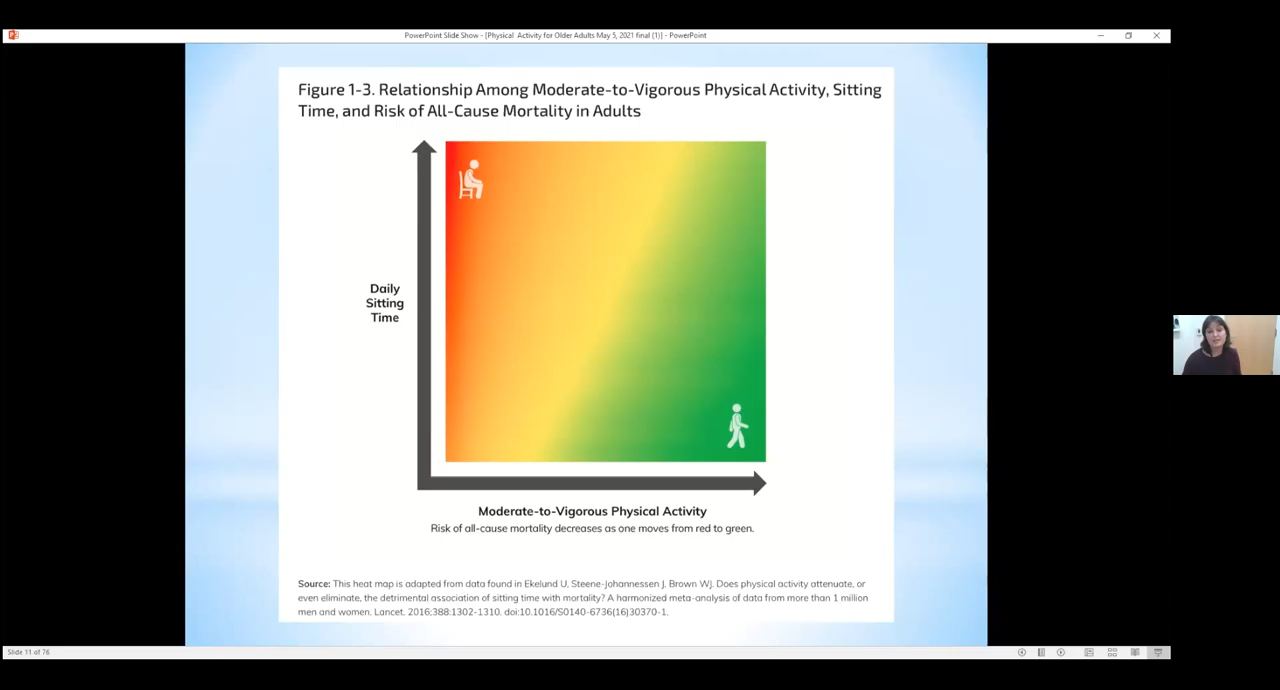 PowerPoint Slide Show - [Physical Activity for Older Adults May 5, 2021 final (1)] - PowerPoint
Figure 1-3. Relationship Among Moderate-to-Vigorous Physical Activity, Sitting
Time, and Risk of All-Cause Mortality in Adults
Daily
Sitting
Time
Moderate-to-Vigorous Physical Activity
Risk of all-cause mortality decreases as one moves from red to green.
Source: This heat map is adapted from data found in Ekelund U, Steene-Johannessen J, Brown WJ. Does physical activity attenuate, or
even eliminate, the detrimental association of sitting time with mortality? A harmonized meta-analysis of data from more than 1 million
men and women. Lancet. 2016;388:1302-1310. doi:10.1016/S0140-6736(16)30370-1.
Slide 11 of 76